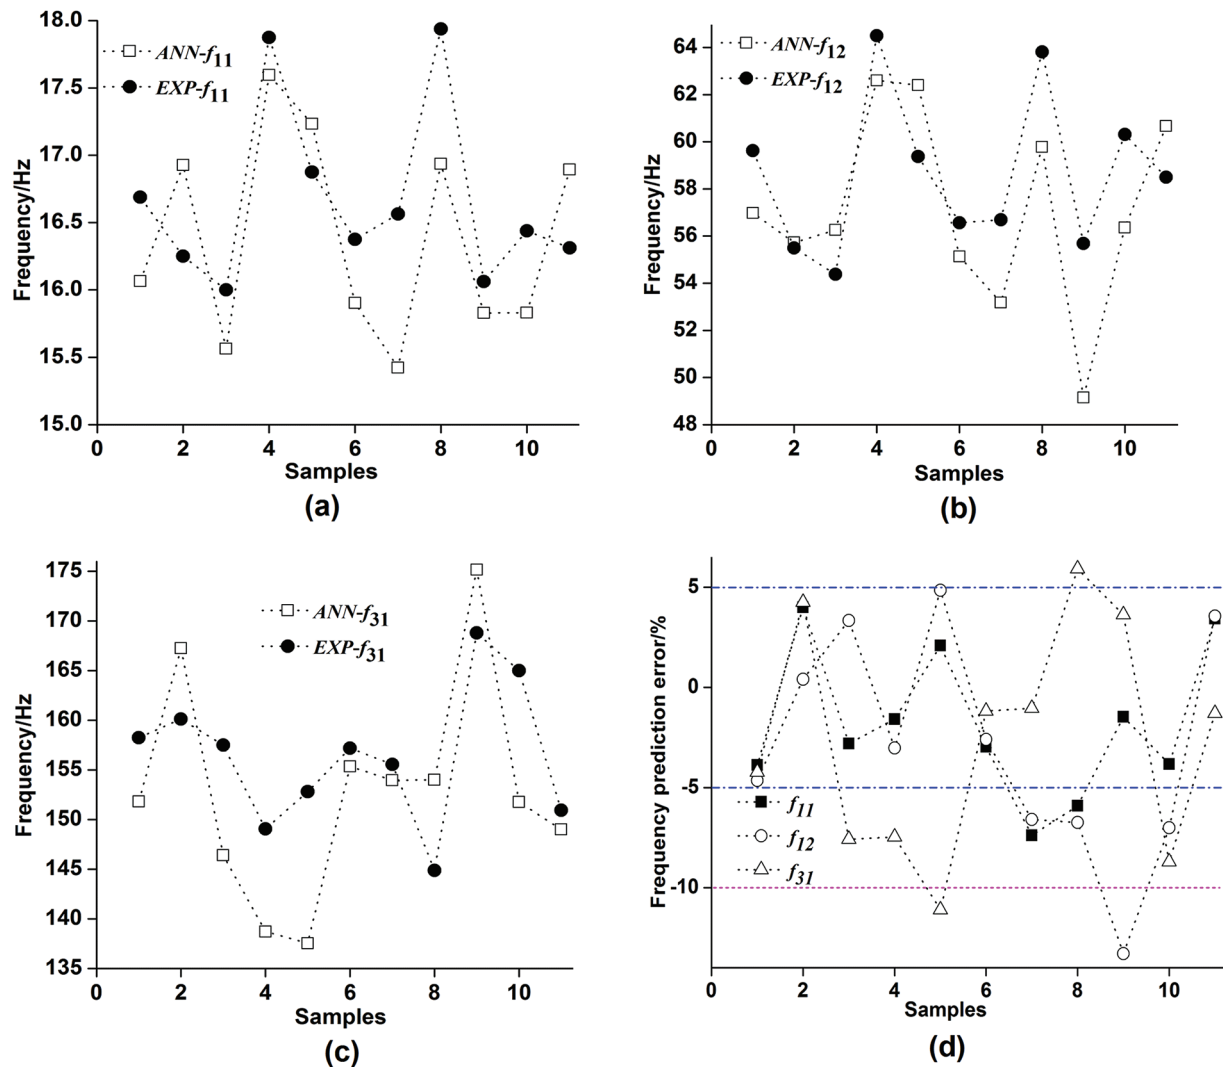 18.0
17.5
17.0
16.5
16.0
15.5
15.0
Frequency/Hz
ANN-f11
EXP-f11
0 2 4 6 8 10
Samples
(a)
64
62
60
58
56
54
52
50
48
Frequency/Hz
ANN-f12
EXP-f12
0 2 4 6 8 10
Samples
(b)
175
170
165
160
155
150
145
140
135
Frequency/Hz
ANN-f31
EXP-f31
0 2 4 6 8 10
Samples
(c)
5
0
-5
-10
Frequency prediction error/%
f11
f12
f31
0 2 4 6 8 10
Samples
(d)